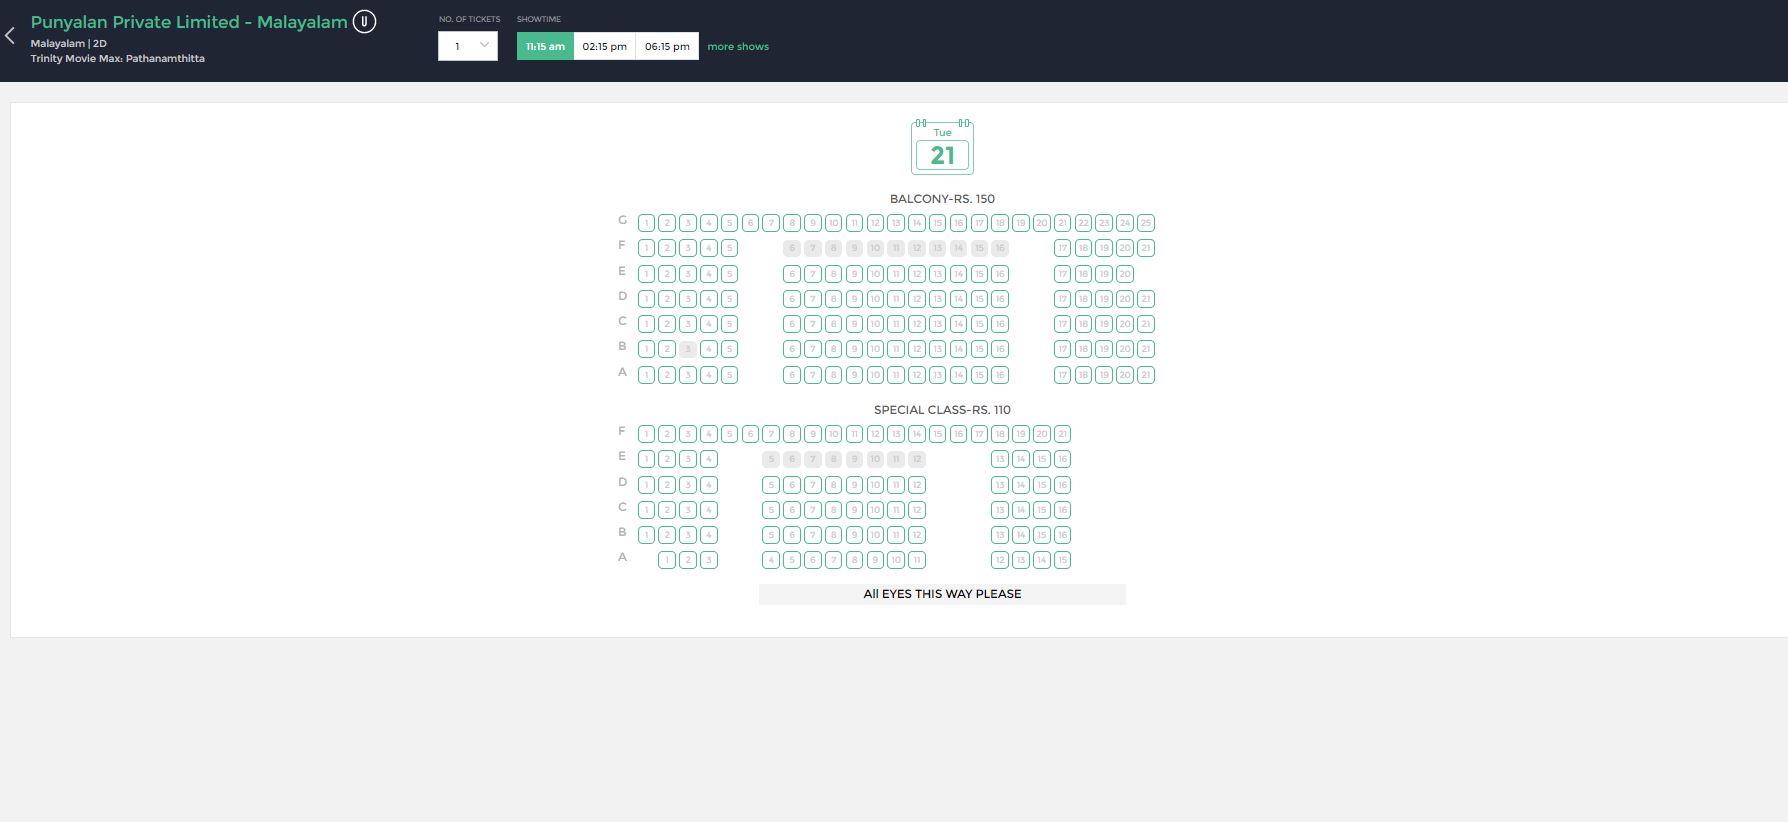 Punyalan Private Limited - Malayalam U
Malayalam | 2D
Trinity Movie Max: Pathanamthitta
NO. OF TICKETS
1
SHOWTIME
11:15 am 02:15 pm 06:15 pm more shows
Tue
21
BALCONY-RS. 150
G 1 2 3 4 5 6 7 8 9 10 11 12 13 14 15 16 17 18 19 20 21 22 23 24 25
F 1 2 3 4 5 6 7 8 9 10 11 12 13 14 15 16 17 18 19 20 21
E 1 2 3 4 5 6 7 8 9 10 11 12 13 14 15 16 17 18 19 20
D 1 2 3 4 5 6 7 8 9 10 11 12 13 14 15 16 17 18 19 20 21
C 1 2 3 4 5 6 7 8 9 10 11 12 13 14 15 16 17 18 19 20 21
B 1 2 3 4 5 6 7 8 9 10 11 12 13 14 15 16 17 18 19 20 21
A 1 2 3 4 5 6 7 8 9 10 11 12 13 14 15 16 17 18 19 20 21
SPECIAL CLASS-RS. 110
F 1 2 3 4 5 6 7 8 9 10 11 12 13 14 15 16 17 18 19 20 21
E 1 2 3 4 5 6 7 8 9 10 11 12 13 14 15 16
D 1 2 3 4 5 6 7 8 9 10 11 12 13 14 15 16
C 1 2 3 4 5 6 7 8 9 10 11 12 13 14 15 16
B 1 2 3 4 5 6 7 8 9 10 11 12 13 14 15 16
A 1 2 3 4 5 6 7 8 9 10 11 12 13 14 15
All EYES THIS WAY PLEASE